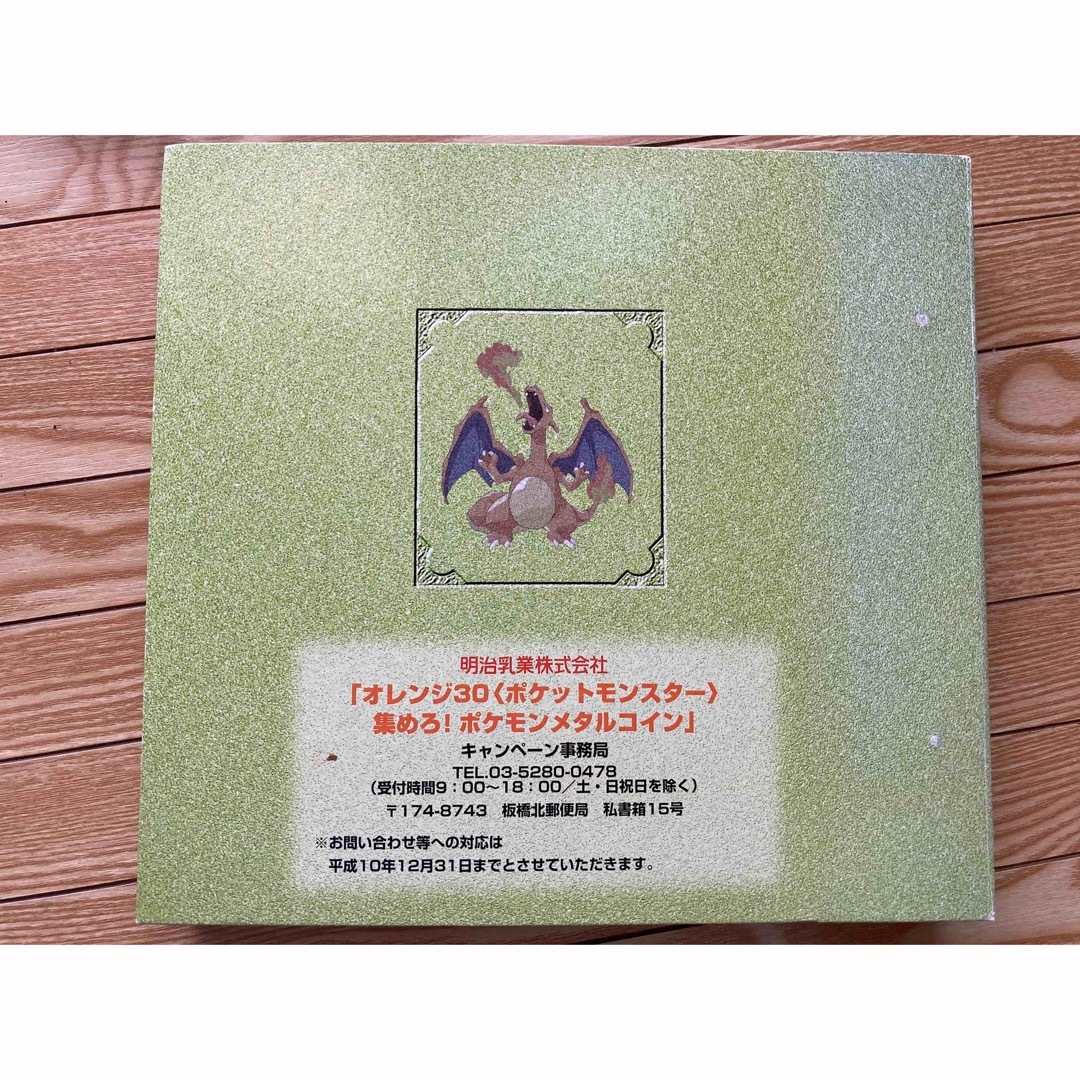 明治乳業株式会社
「オレンジ30〈ポケットモンスター〉
集めろ！ポケモンメタルコイン」
キャンペーン事務局
TEL.03-5280-0478
（受付時間9：00〜18：00／土・日祝日を除く）
〒174-8743 板橋北郵便局 私書箱15号
※お問い合わせ等への対応は
平成10年12月31日までとさせていただきます。